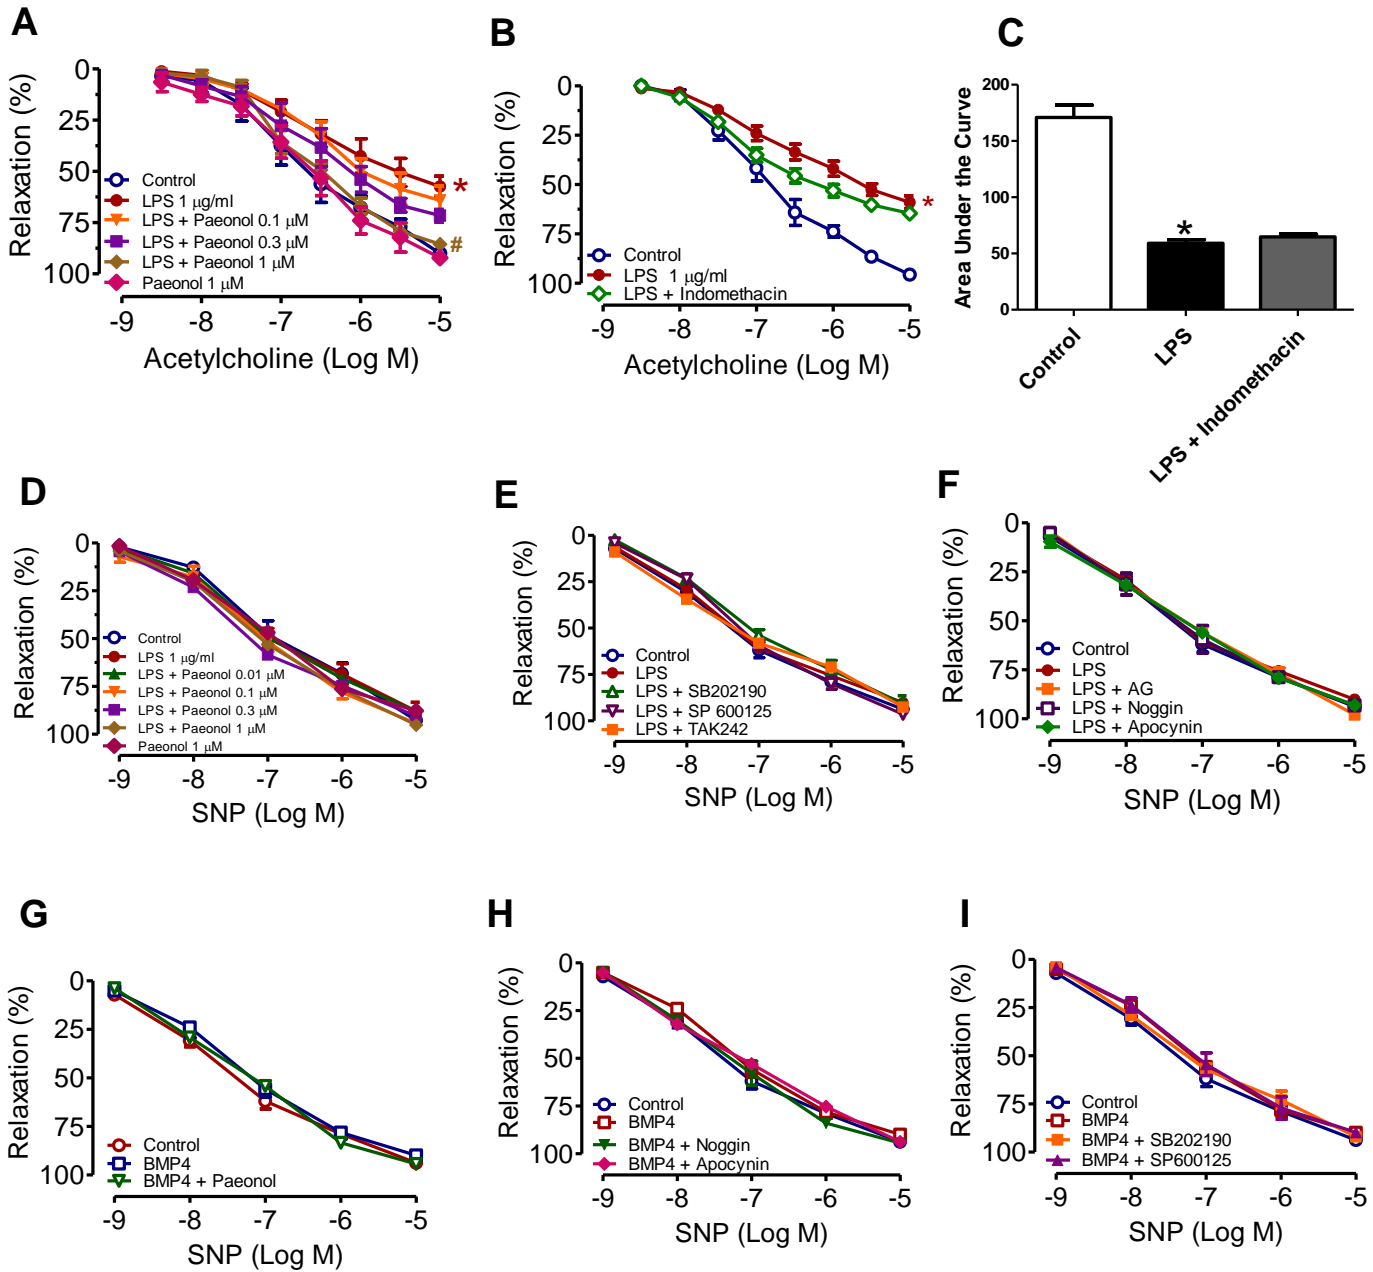 A
Relaxation (%)
0
25
50
75
100
Control
LPS 1 μg/ml
LPS + Paeonol 0.1 μM
LPS + Paeonol 0.3 μM
LPS + Paeonol 1 μM
Paeonol 1 μM
*
#
-9 -8 -7 -6 -5
Acetylcholine (Log M)
B
Relaxation (%)
0
25
50
75
100
Control
LPS 1 μg/ml
LPS + Indomethacin
*
-9 -8 -7 -6 -5
Acetylcholine (Log M)
C
Area Under the Curve
200
150
100
50
0
*
Control
LPS
LPS + Indomethacin
D
Relaxation (%)
0
25
50
75
100
Control
LPS 1 μg/ml
LPS + Paeonol 0.01 μM
LPS + Paeonol 0.1 μM
LPS + Paeonol 0.3 μM
LPS + Paeonol 1 μM
Paeonol 1 μM
-9 -8 -7 -6 -5
SNP (Log M)
E
Relaxation (%)
0
25
50
75
100
Control
LPS
LPS + SB202190
LPS + SP 600125
LPS + TAK242
-9 -8 -7 -6 -5
SNP (Log M)
F
Relaxation (%)
0
25
50
75
100
Control
LPS
LPS + AG
LPS + Noggin
LPS + Apocynin
-9 -8 -7 -6 -5
SNP (Log M)
G
Relaxation (%)
0
25
50
75
100
Control
BMP4
BMP4 + Paeonol
-9 -8 -7 -6 -5
SNP (Log M)
H
Relaxation (%)
0
25
50
75
100
Control
BMP4
BMP4 + Noggin
BMP4 + Apocynin
-9 -8 -7 -6 -5
SNP (Log M)
I
Relaxation (%)
0
25
50
75
100
Control
BMP4
BMP4 + SB202190
BMP4 + SP600125
-9 -8 -7 -6 -5
SNP (Log M)